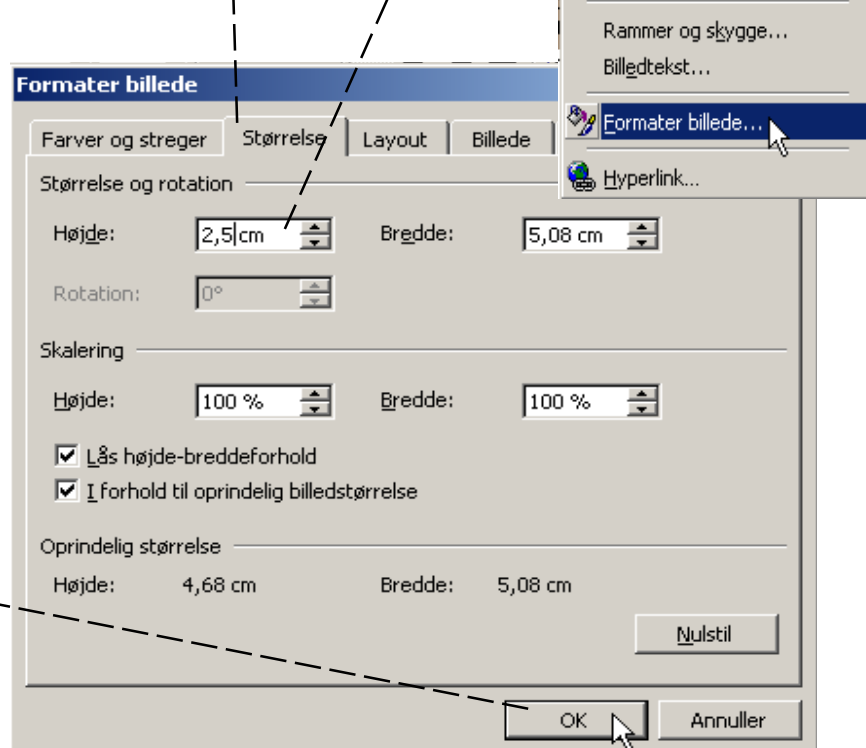 Rammer og skygge...
Billedtekst...
Formater billede...
Hyperlink...
Formater billede
Farver og streger Størrelse Layout Billede
Størrelse og rotation
Højde: 2,5 cm Bredde: 5,08 cm
Rotation: 0°
Skalering
Højde: 100 % Bredde: 100 %
Lås højde-breddeforhold
I forhold til oprindelig billedstørrelse
Oprindelig størrelse
Højde: 4,68 cm Bredde: 5,08 cm
Nulstil
OK Annuller